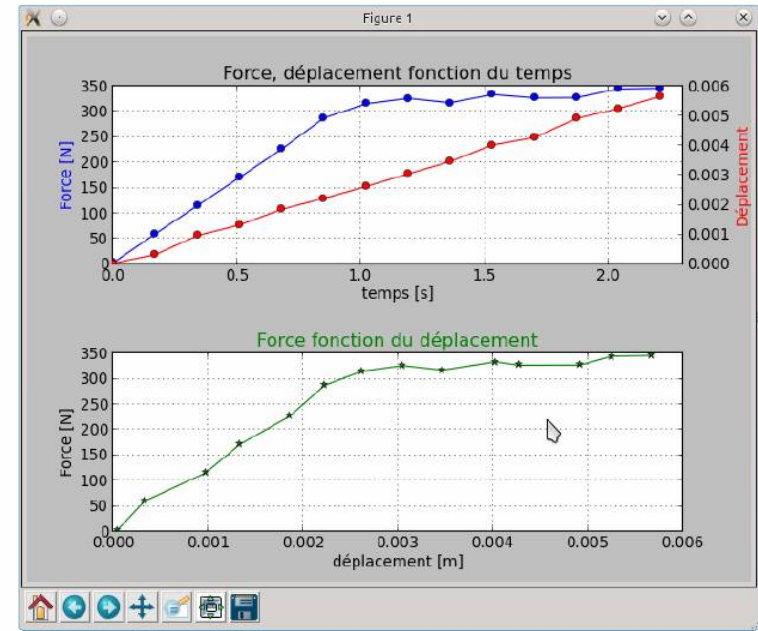 Figure 1
Force, déplacement fonction du temps
350
300
250
200
150
100
50
0
Force [N]
0.006
0.005
0.004
0.003
0.002
0.001
0.000
Déplacement
0.0 0.5 1.0 1.5 2.0
temps [s]
Force fonction du déplacement
350
300
250
200
150
100
50
0
Force [N]
0.000 0.001 0.002 0.003 0.004 0.005 0.006
déplacement [m]